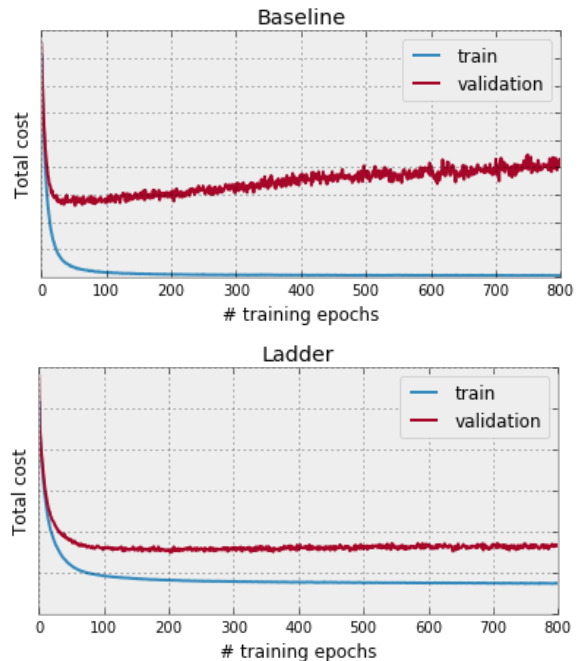 Baseline
train
validation
Total cost
0 100 200 300 400 500 600 700 800
# training epochs
Ladder
train
validation
Total cost
0 100 200 300 400 500 600 700 800
# training epochs